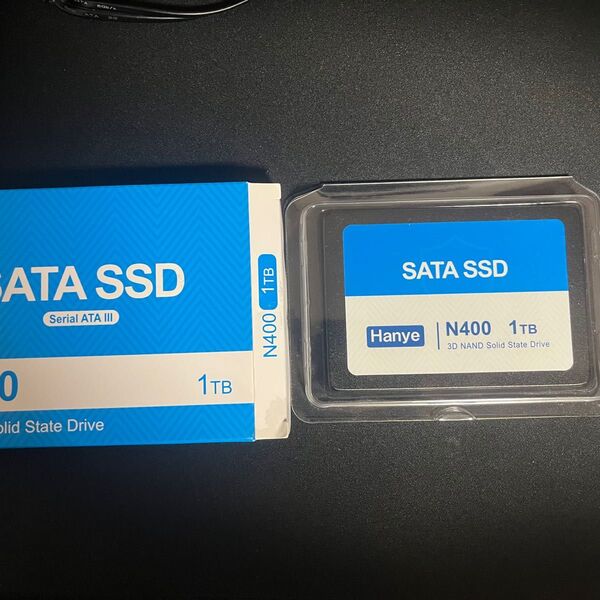 SATA SSD
Serial ATA III
0
1TB
Solid State Drive
N400 1TB
SATA SSD
Hanye
N400 1TB
3D NAND Solid State Drive